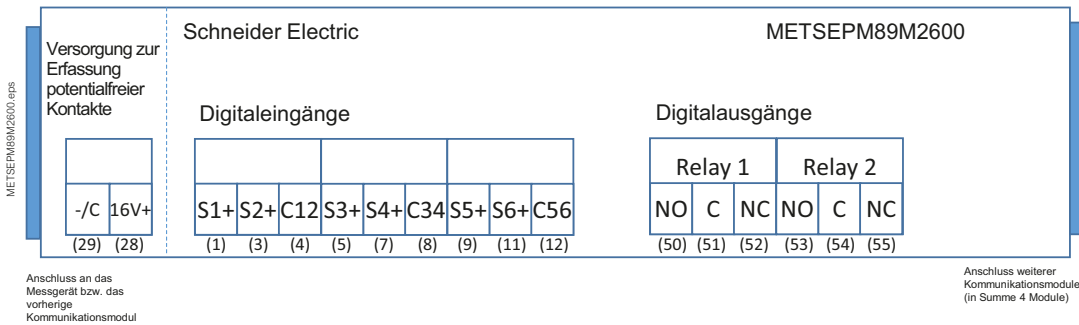 METSEPM89M2600.eps
Versorgung zur
Erfassung
potentialfreier
Kontakte
Schneider Electric
METSEPM89M2600
Digitaleingänge
Digitalausgänge
Relay 1 Relay 2
-/C 16V+ S1+ S2+ C12 S3+ S4+ C34 S5+ S6+ C56 NO C NC NO C NC
(29) (28) (1) (3) (4) (5) (7) (8) (9) (11) (12) (50) (51) (52) (53) (54) (55)
Anschluss an das
Messgerät bzw. das
vorherige
Kommunikationsmodul
Anschluss weiterer
Kommunikationsmodule
(in Summe 4 Module)